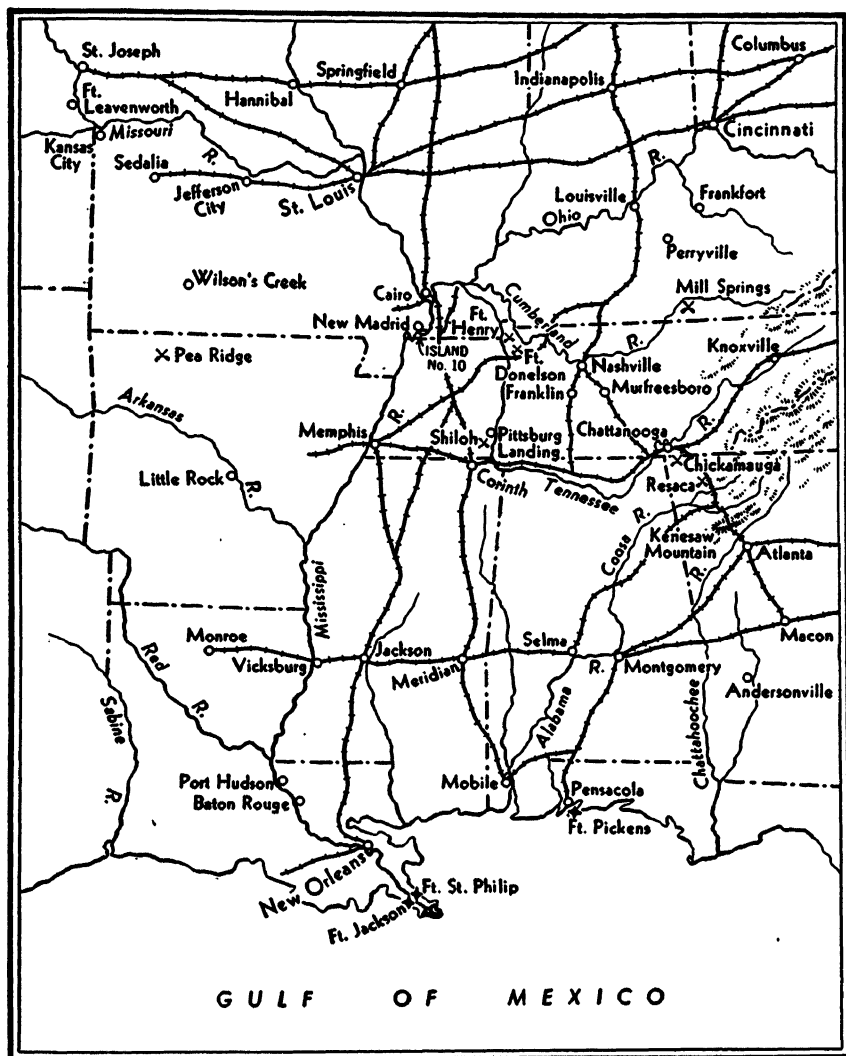 Columbus
St. Joseph
Springfield
Indianapolis
Ft.
Leavenworth
Hannibal
Missouri
R.
Kansas
City
Cincinnati
Sedalia
Jefferson
City
St. Louis
R.
Louisville
Frankfort
Ohio
Perryville
Wilson's Creek
Mill Springs
Cairo
Cumberland
R.
New Madrid
Ft.
Henry
ISLAND
No. 10
Ft.
Donelson
Pea Ridge
Nashville
Knoxville
Franklin
Murfreesboro
Arkansas
R.
R.
Memphis
Shiloh
Pittsburg
Landing
Chattanooga
R.
Chickamauga
Little Rock
Corinth
Tennessee
Resaca
Coosa
R.
Kenesaw
Mountain
Atlanta
R.
Mississippi
Monroe
Vicksburg
Jackson
Meridian
Selma
R.
Montgomery
Macon
Red
R.
Sabine
R.
Alabama
Chattahoochee
Andersonville
Port Hudson
Baton Rouge
Mobile
Pensacola
Ft. Pickens
New Orleans
Ft. St. Philip
Ft. Jackson
GULF OF MEXICO